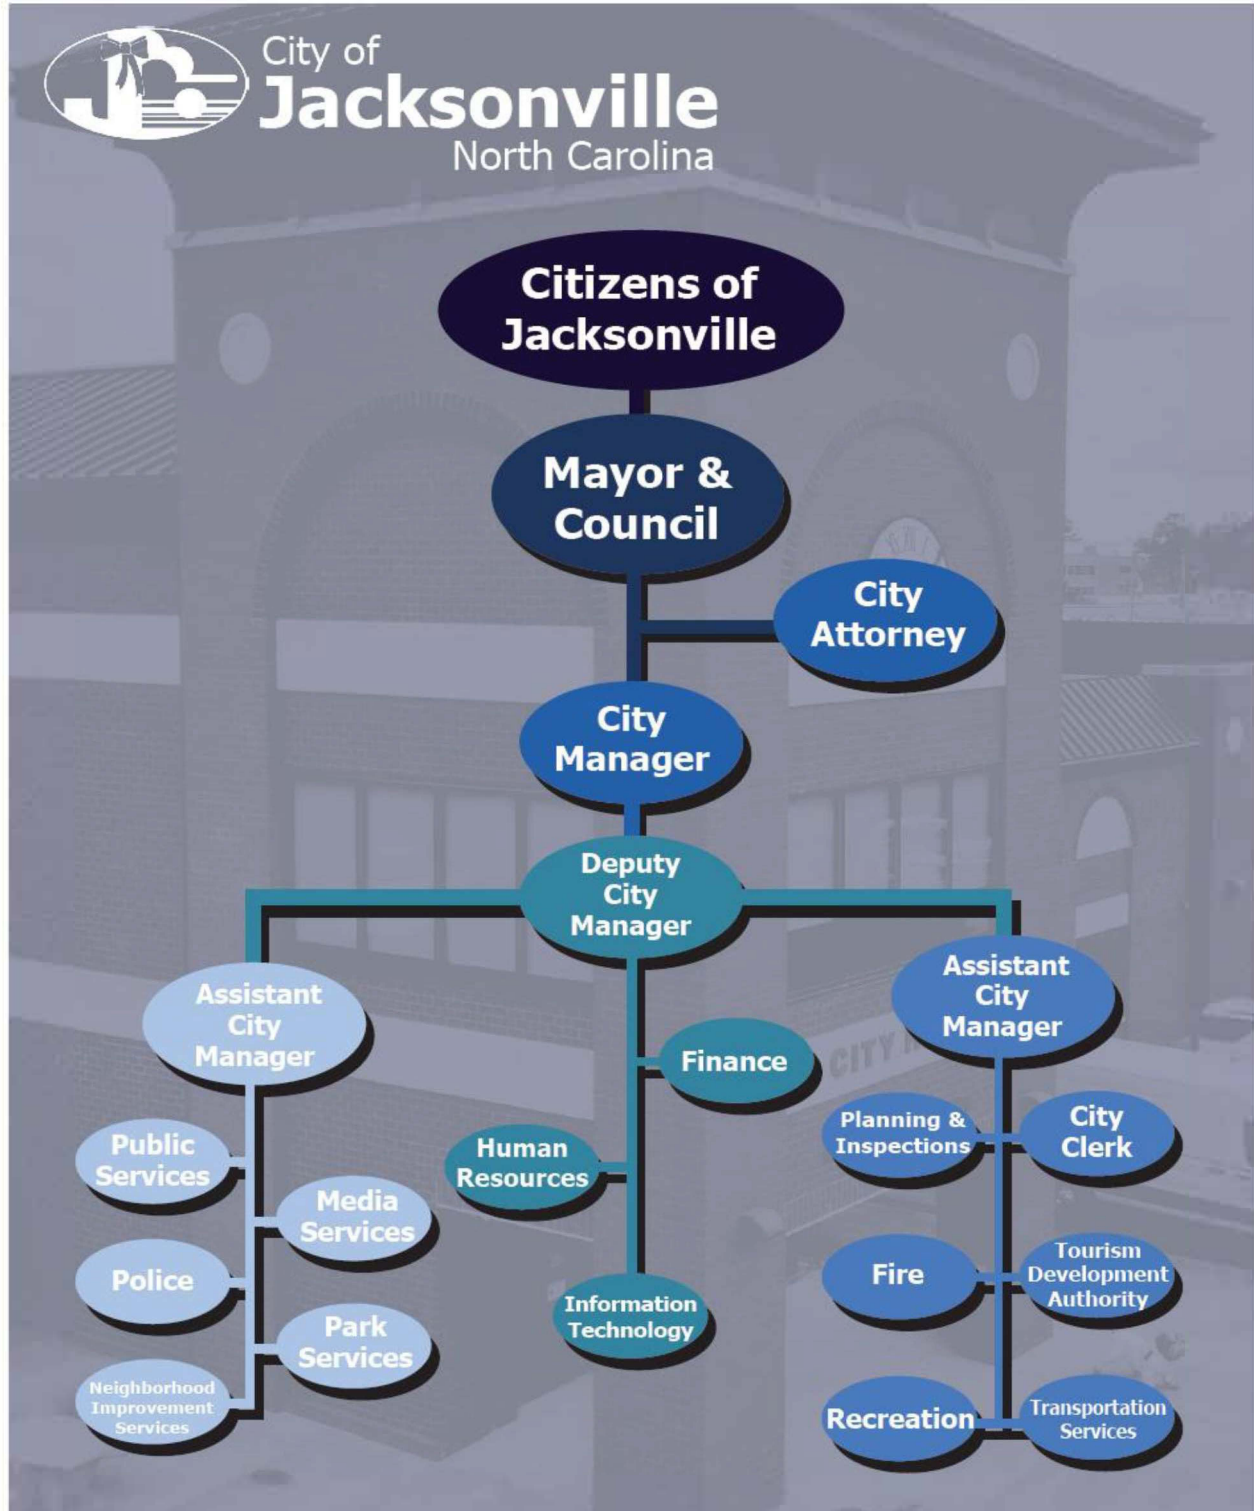 City of
Jacksonville
North Carolina
Citizens of
Jacksonville
Mayor &
Council
City
Attorney
City
Manager
Deputy
City
Manager
Assistant
City
Manager
Assistant
City
Manager
Finance
Public
Services
Human
Resources
Planning &
Inspections
City
Clerk
Media
Services
Police
Fire
Tourism
Development
Authority
Park
Services
Information
Technology
Neighborhood
Improvement
Services
Recreation
Transportation
Services